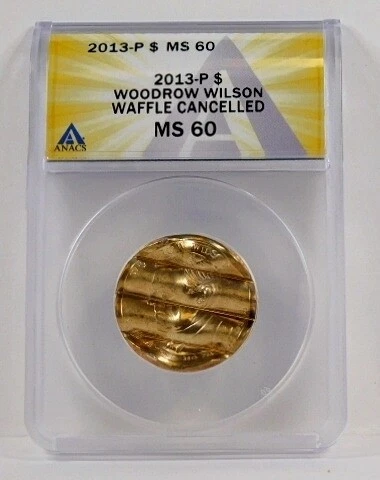 2013-P $ MS 60
2013-P $
WOODROW WILSON
WAFFLE CANCELLED
MS 60
ANACS